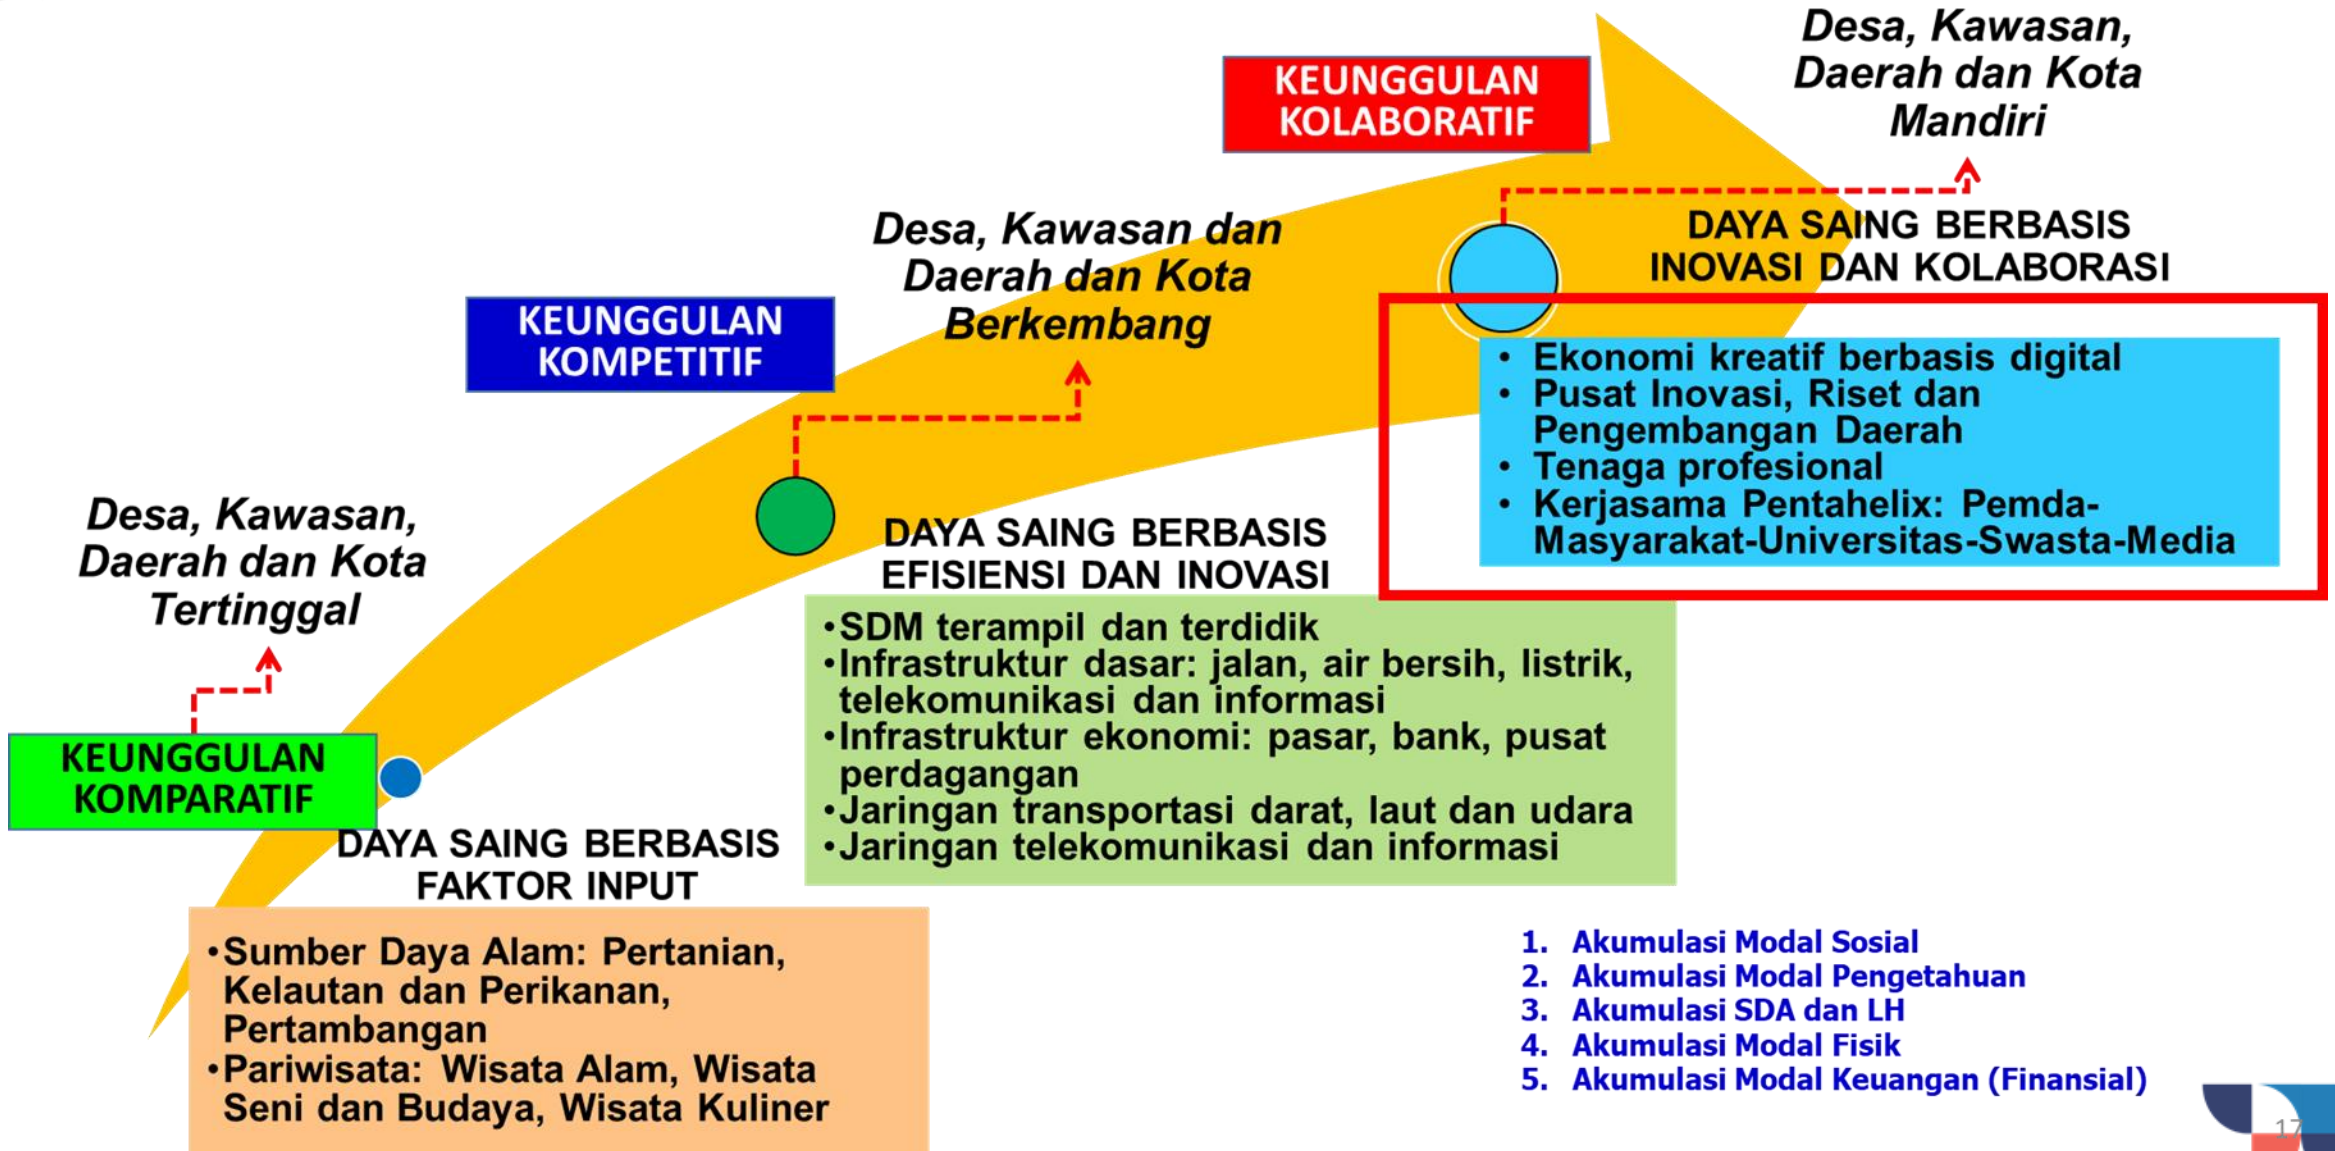 Desa, Kawasan,
Daerah dan Kota
Mandiri
KEUNGGULAN
KOLABORATIF
DAYA SAING BERBASIS
INOVASI DAN KOLABORASI
• Ekonomi kreatif berbasis digital
• Pusat Inovasi, Riset dan
Pengembangan Daerah
• Tenaga profesional
• Kerjasama Pentahelix: Pemda-
Masyarakat-Universitas-Swasta-Media
Desa, Kawasan dan
Daerah dan Kota
Berkembang
KEUNGGULAN
KOMPETITIF
DAYA SAING BERBASIS
EFISIENSI DAN INOVASI
•SDM terampil dan terdidik
•Infrastruktur dasar: jalan, air bersih, listrik,
telekomunikasi dan informasi
•Infrastruktur ekonomi: pasar, bank, pusat
perdagangan
•Jaringan transportasi darat, laut dan udara
•Jaringan telekomunikasi dan informasi
Desa, Kawasan,
Daerah dan Kota
Tertinggal
KEUNGGULAN
KOMPARATIF
DAYA SAING BERBASIS
FAKTOR INPUT
•Sumber Daya Alam: Pertanian,
Kelautan dan Perikanan,
Pertambangan
•Pariwisata: Wisata Alam, Wisata
Seni dan Budaya, Wisata Kuliner
1. Akumulasi Modal Sosial
2. Akumulasi Modal Pengetahuan
3. Akumulasi SDA dan LH
4. Akumulasi Modal Fisik
5. Akumulasi Modal Keuangan (Finansial)
17